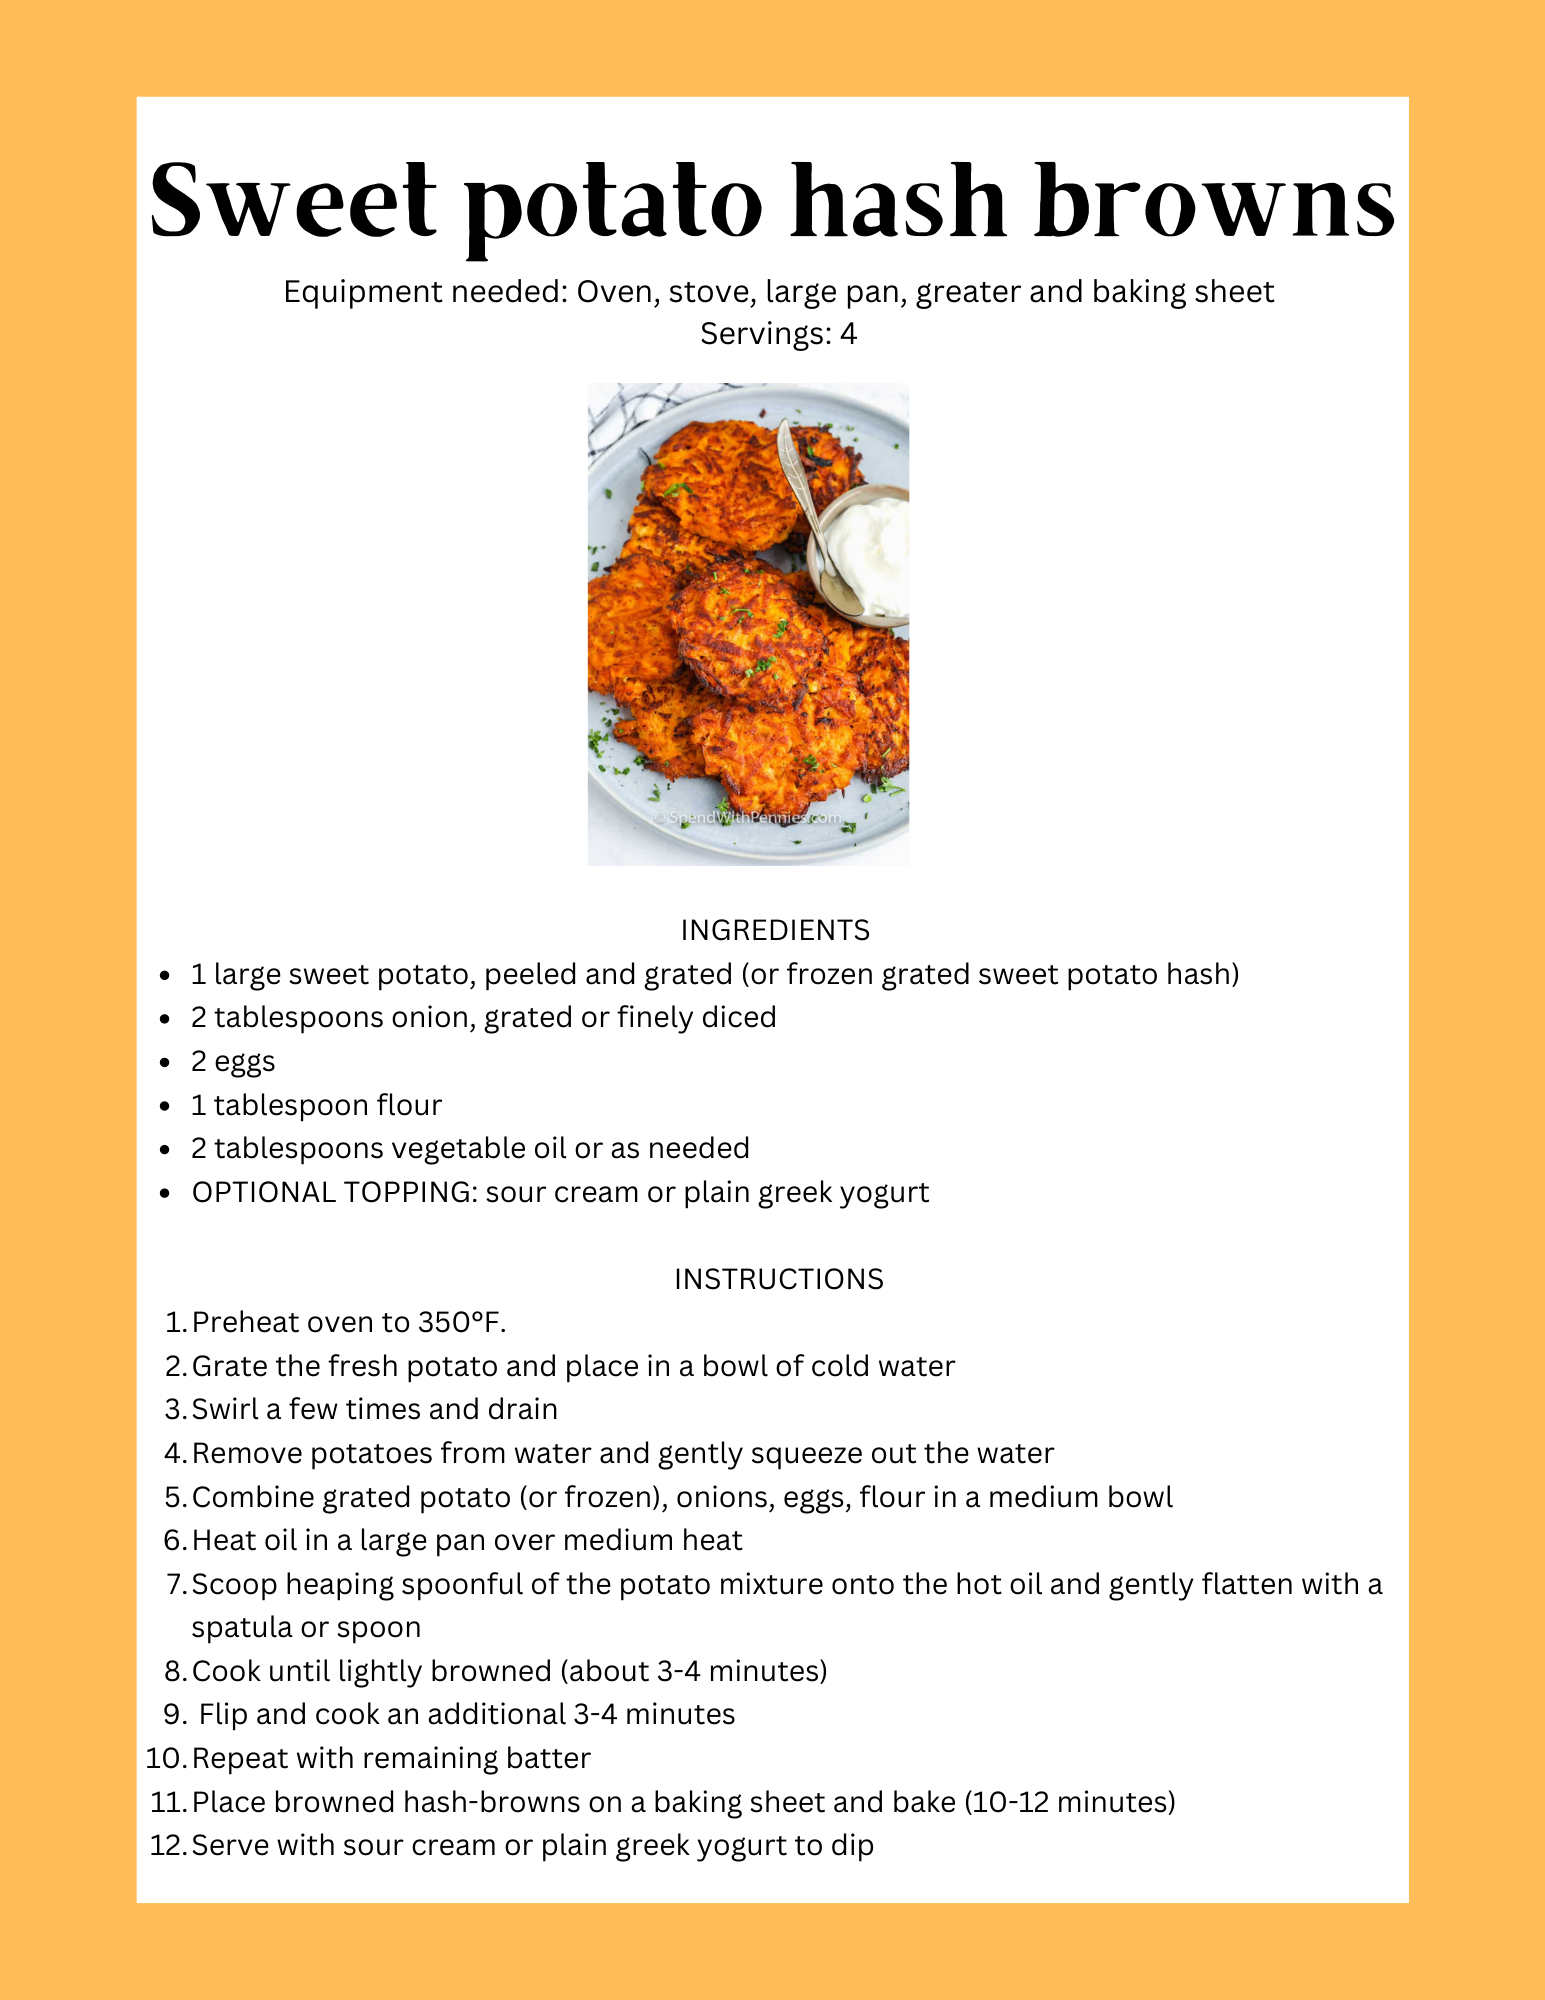 Sweet potato hash browns
Equipment needed: Oven, stove, large pan, greater and baking sheet
Servings: 4
© SpendWithPennies.com
INGREDIENTS
• 1 large sweet potato, peeled and grated (or frozen grated sweet potato hash)
• 2 tablespoons onion, grated or finely diced
• 2 eggs
• 1 tablespoon flour
• 2 tablespoons vegetable oil or as needed
• OPTIONAL TOPPING: sour cream or plain greek yogurt
INSTRUCTIONS
1. Preheat oven to 350°F.
2. Grate the fresh potato and place in a bowl of cold water
3. Swirl a few times and drain
4. Remove potatoes from water and gently squeeze out the water
5. Combine grated potato (or frozen), onions, eggs, flour in a medium bowl
6. Heat oil in a large pan over medium heat
7. Scoop heaping spoonful of the potato mixture onto the hot oil and gently flatten with a
spatula or spoon
8. Cook until lightly browned (about 3-4 minutes)
9. Flip and cook an additional 3-4 minutes
10. Repeat with remaining batter
11. Place browned hash-browns on a baking sheet and bake (10-12 minutes)
12. Serve with sour cream or plain greek yogurt to dip